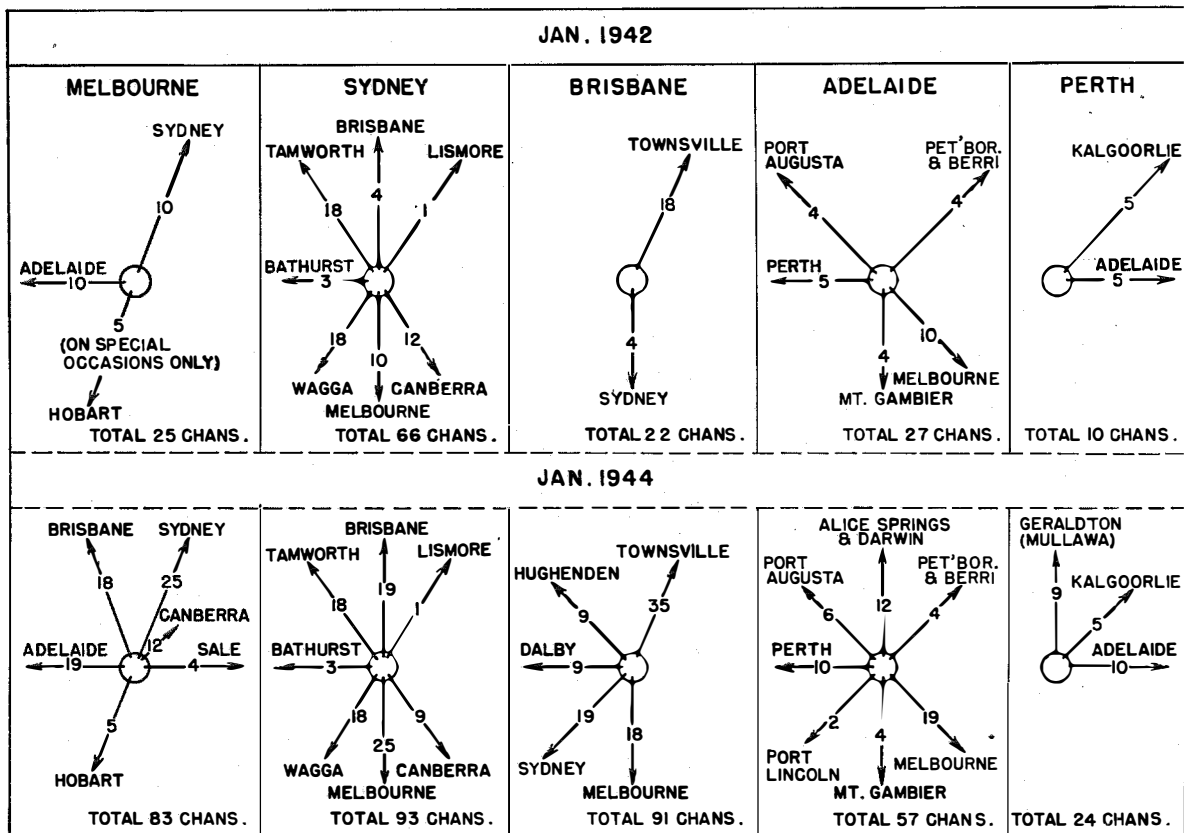 JAN. 1942
MELBOURNE
SYDNEY
10
ADELAIDE
10
5
(ON SPECIAL
OCCASIONS ONLY)
HOBART
TOTAL 25 CHANS.
SYDNEY
BRISBANE
TAMWORTH
LISMORE
4
18
1
BATHURST
3
18
12
10
WAGGA
CANBERRA
MELBOURNE
TOTAL 66 CHANS.
BRISBANE
TOWNSVILLE
18
4
SYDNEY
TOTAL 22 CHANS.
ADELAIDE
PORT
AUGUSTA
PET'BOR.
& BERRI
4
4
PERTH
5
10
4
MELBOURNE
MT. GAMBIER
TOTAL 27 CHANS.
PERTH
KALGOORLIE
5
ADELAIDE
5
TOTAL 10 CHANS.
JAN. 1944
BRISBANE
SYDNEY
18
25
CANBERRA
12
ADELAIDE
19
SALE
4
5
HOBART
TOTAL 83 CHANS.
BRISBANE
TAMWORTH
LISMORE
19
18
1
BATHURST
3
18
9
25
WAGGA
CANBERRA
MELBOURNE
TOTAL 93 CHANS.
TOWNSVILLE
HUGHENDEN
35
9
DALBY
9
19
18
SYDNEY
MELBOURNE
TOTAL 91 CHANS.
ALICE SPRINGS
& DARWIN
PORT
AUGUSTA
PET'BOR.
& BERRI
12
6
4
PERTH
10
2
19
4
PORT
LINCOLN
MELBOURNE
MT. GAMBIER
TOTAL 57 CHANS.
GERALDTON
(MULLAWA)
KALGOORLIE
9
5
ADELAIDE
10
TOTAL 24 CHANS.